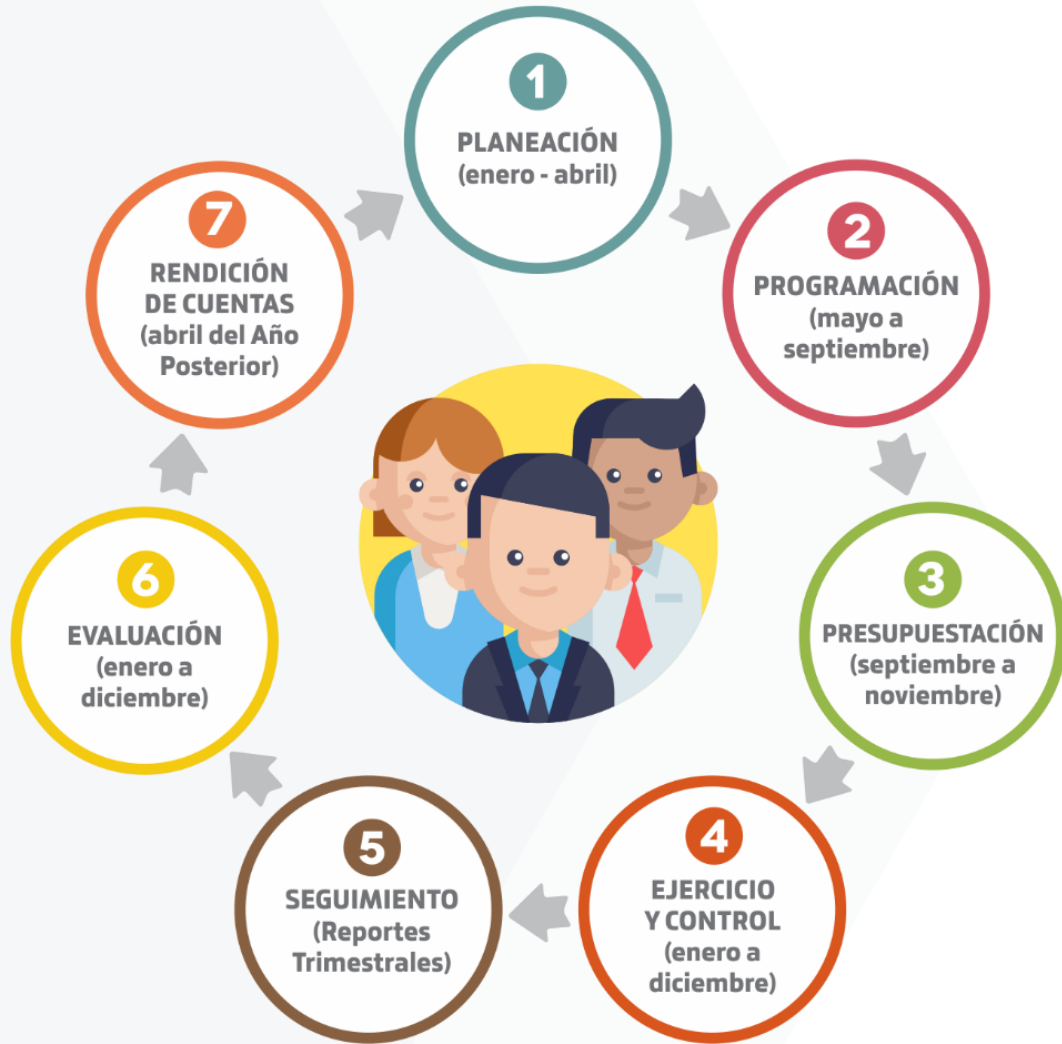 1
PLANEACIÓN
(enero - abril)
2
PROGRAMACIÓN
(mayo a
septiembre)
3
PRESUPUESTACIÓN
(septiembre a
noviembre)
4
EJERCICIO
Y CONTROL
(enero a
diciembre)
5
SEGUIMIENTO
(Reportes
Trimestrales)
6
EVALUACIÓN
(enero a
diciembre)
7
RENDICIÓN
DE CUENTAS
(abril del Año
Posterior)